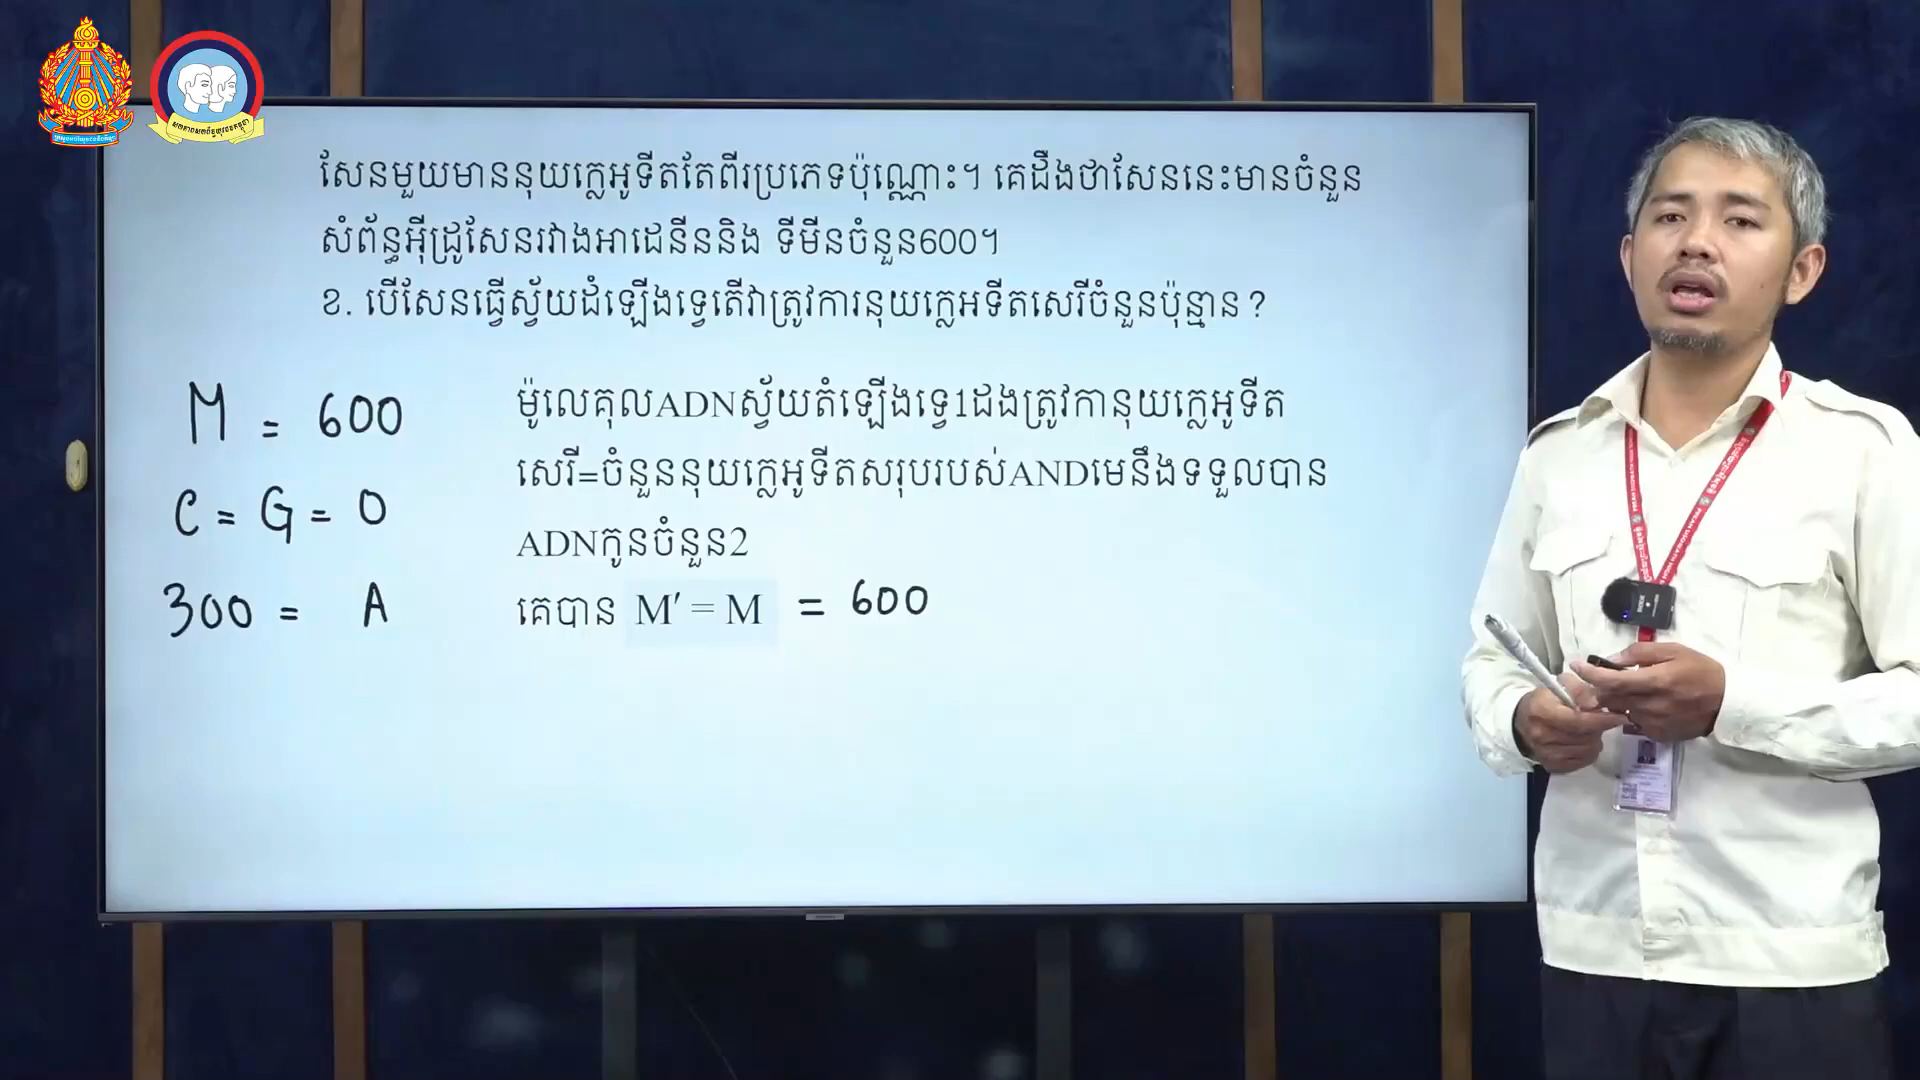 សែនមួយមាននុយក្លេអូទីតតែពីរប្រភេទប៉ុណ្ណោះ។ គេដឹងថាសែននេះមានចំនួន
សំព័ន្ធអ៊ីដ្រូសែនរវាងអាដេនីននិង ទីមីនចំនួន600។
ខ. បើសែនធ្វើស្វ័យដំឡើងទ្វេតើវាត្រូវការនុយក្លេអទីតសេរីចំនួនប៉ុន្មាន ?
M = 600
C = G = 0
300 = A
ម៉ូលេគុលADNស្វ័យតំឡើងទ្វេ1ដងត្រូវកានុយក្លេអូទីត
សេរី=ចំនួននុយក្លេអូទីតសរុបរបស់ANDមេនឹងទទួលបាន
ADNកូនចំនួន2
គេបាន M′ = M = 600